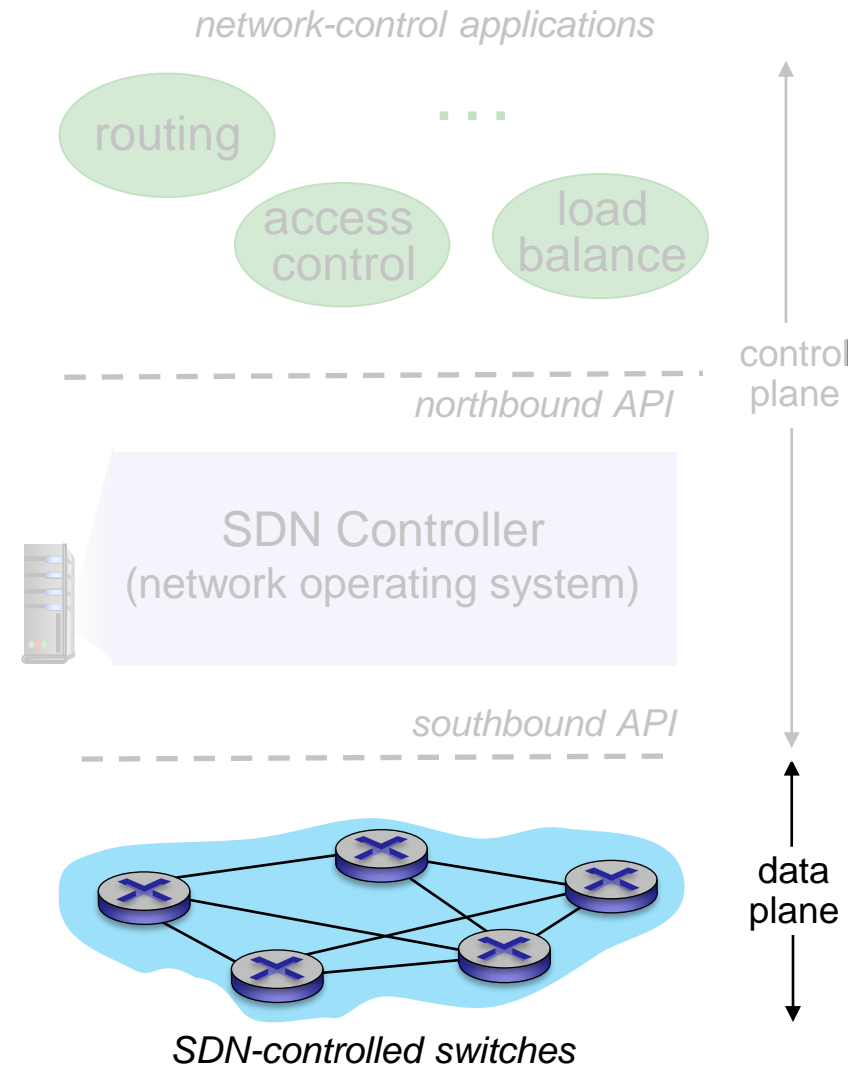 network-control applications
routing
. . .
access
control
load
balance
control
plane
northbound API
SDN Controller
(network operating system)
southbound API
data
plane
SDN-controlled switches